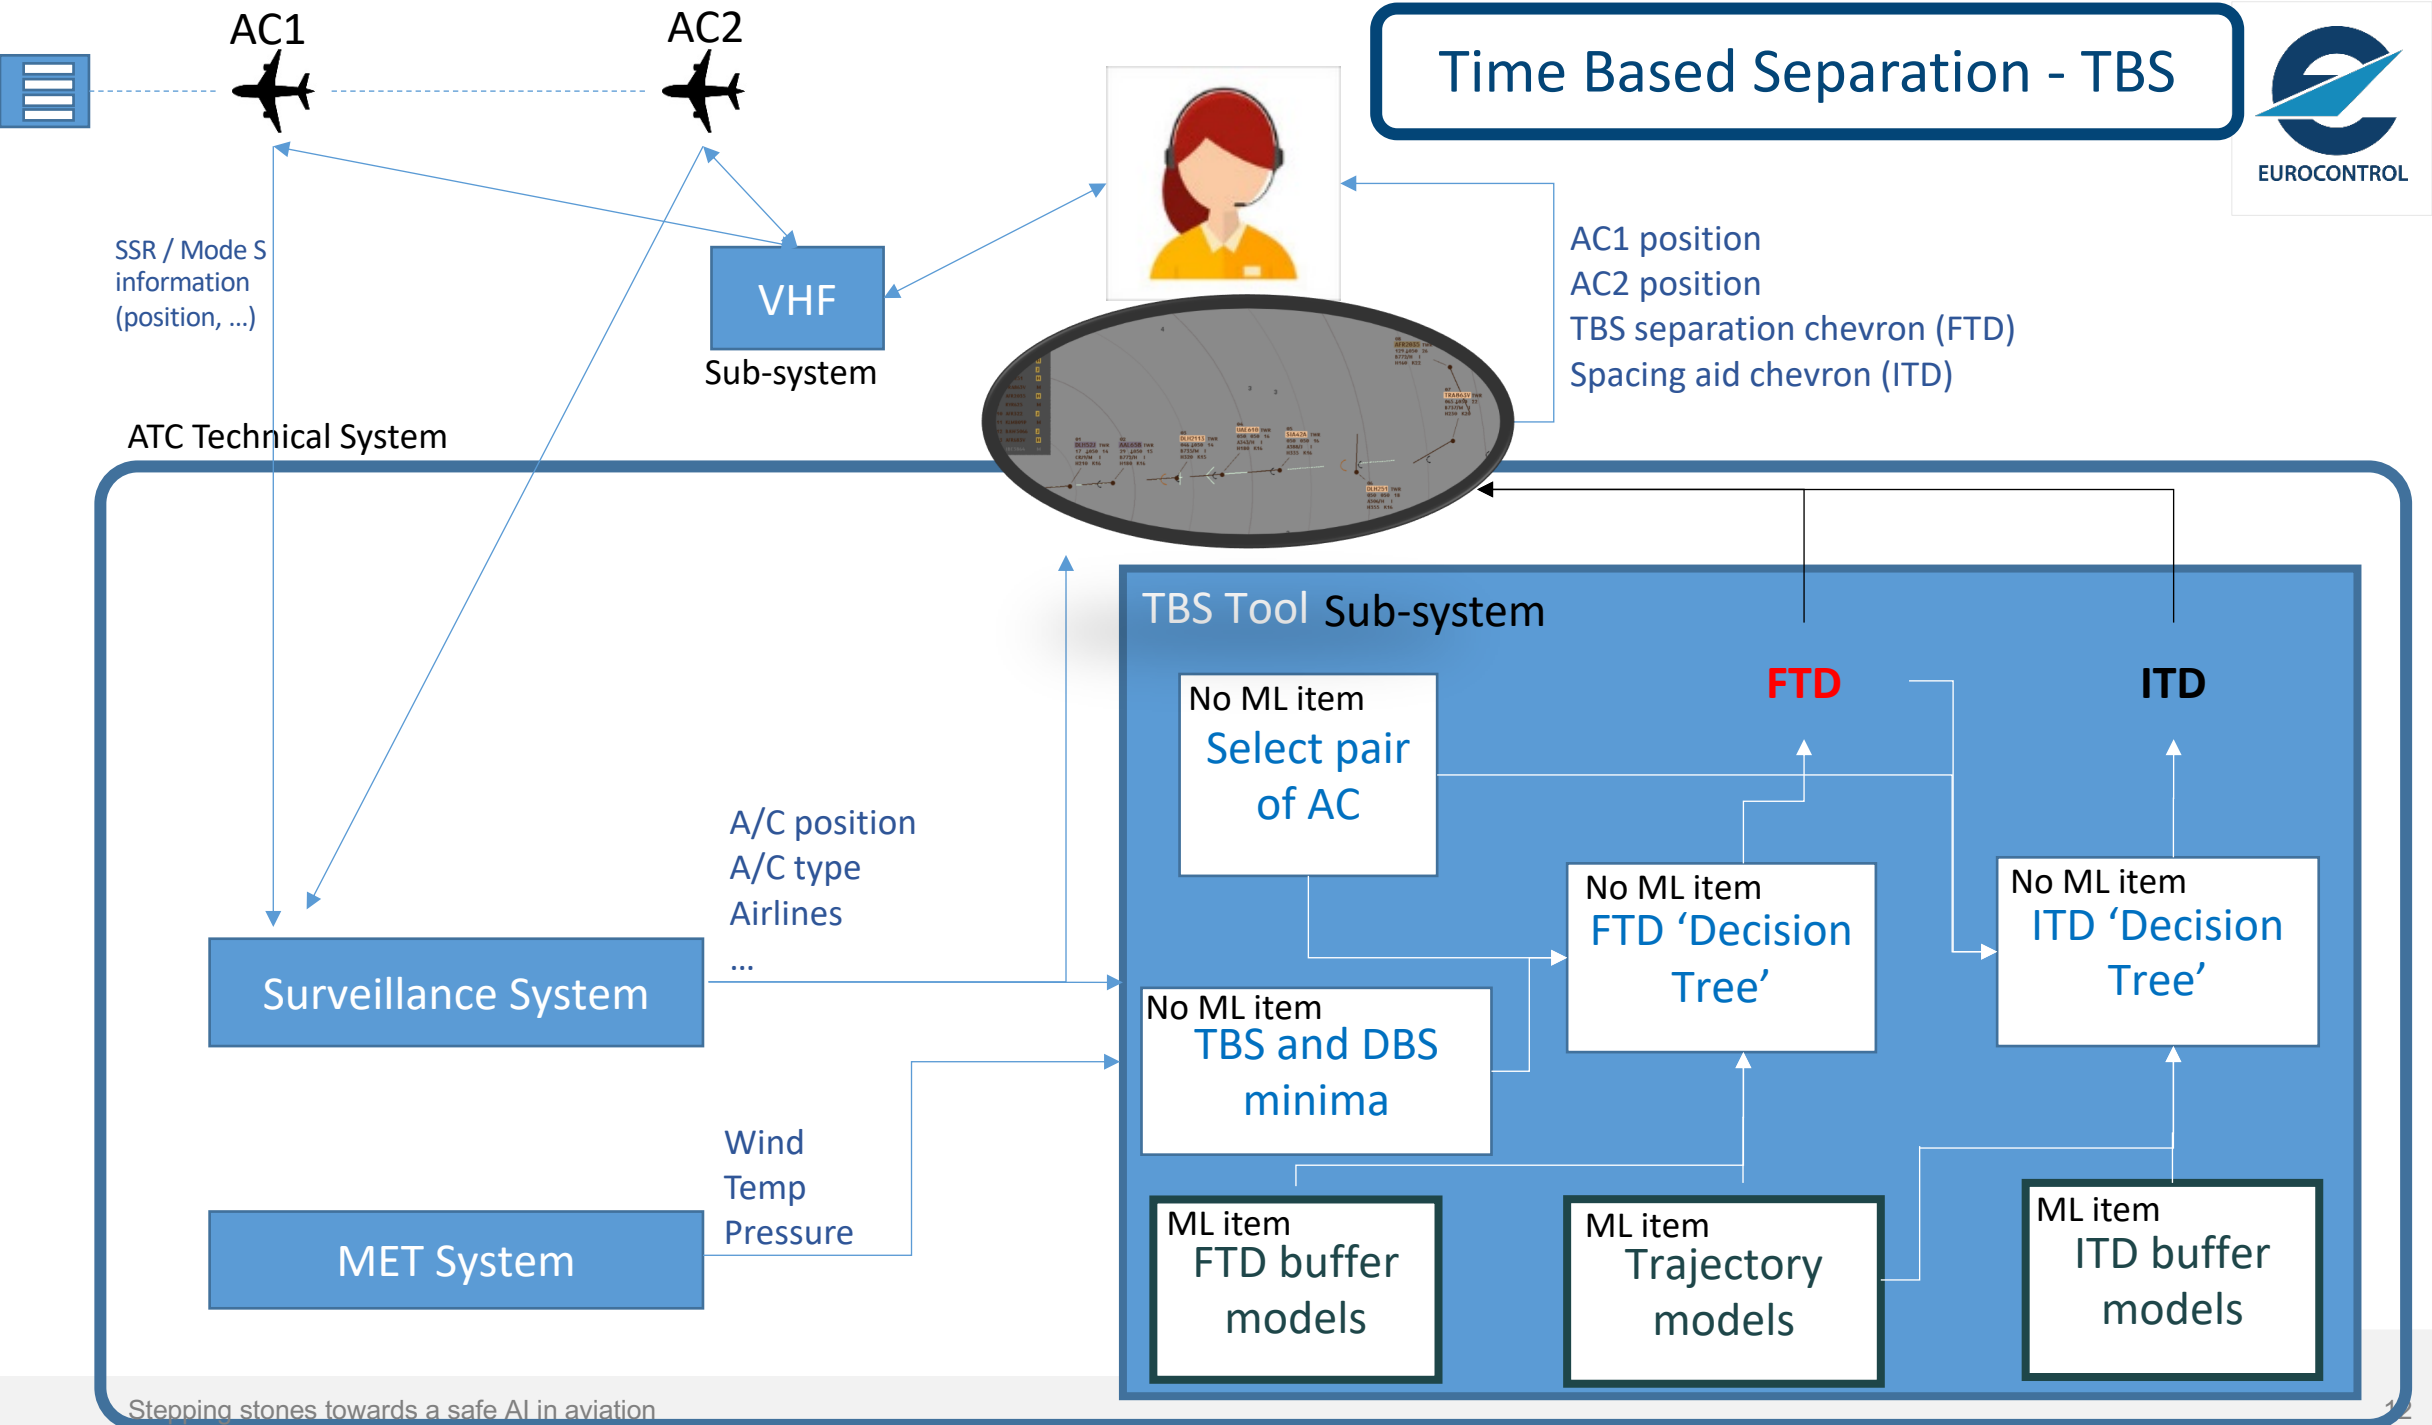 AC1
AC2
Time Based Separation - TBS
EUROCONTROL
SSR / Mode S
information
(position, ...)
VHF
Sub-system
AC1 position
AC2 position
TBS separation chevron (FTD)
Spacing aid chevron (ITD)
ATC Technical System
TBS Tool Sub-system
No ML item
Select pair
of AC
FTD
ITD
A/C position
A/C type
Airlines
...
Surveillance System
No ML item
TBS and DBS
minima
No ML item
FTD ‘Decision
Tree’
No ML item
ITD ‘Decision
Tree’
Wind
Temp
Pressure
MET System
ML item
FTD buffer
models
ML item
Trajectory
models
ML item
ITD buffer
models
Stepping stones towards a safe AI in aviation
12